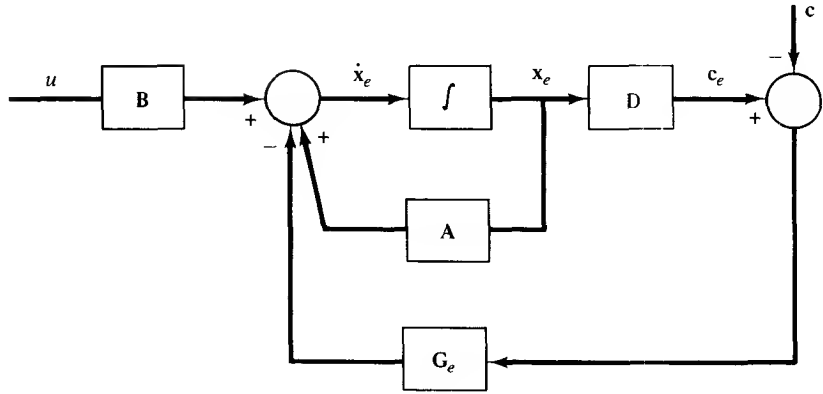 c
u
B
ẋₑ
∫
xₑ
D
cₑ
−
+
+
−
+
A
Gₑ